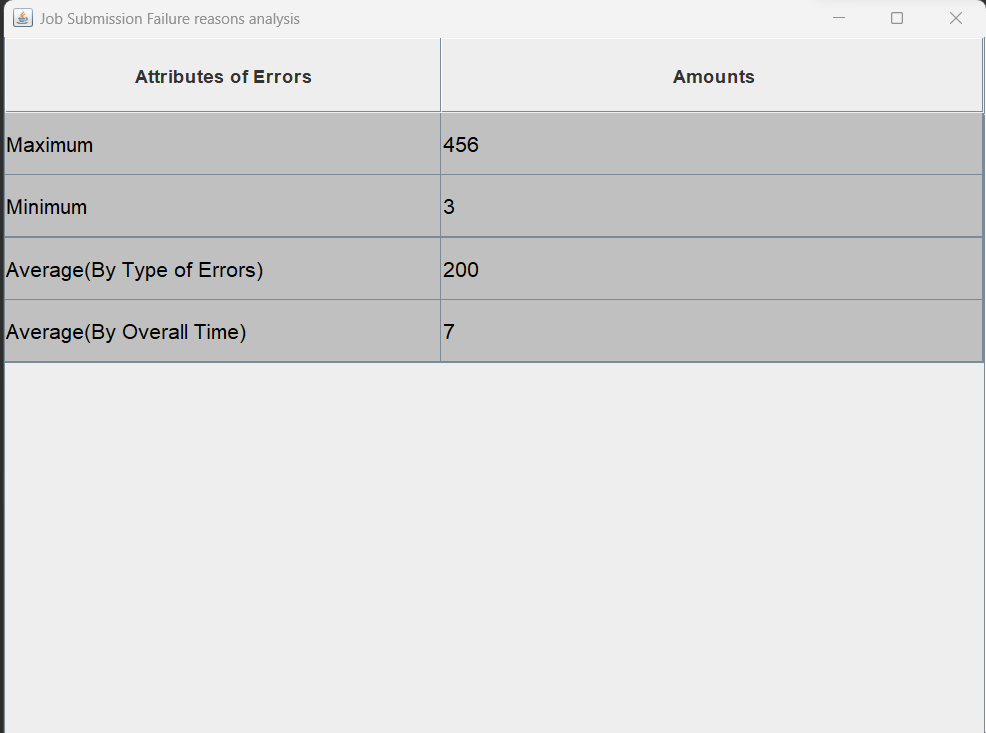 Job Submission Failure reasons analysis
Attributes of Errors Amounts
Maximum 456
Minimum 3
Average(By Type of Errors) 200
Average(By Overall Time) 7